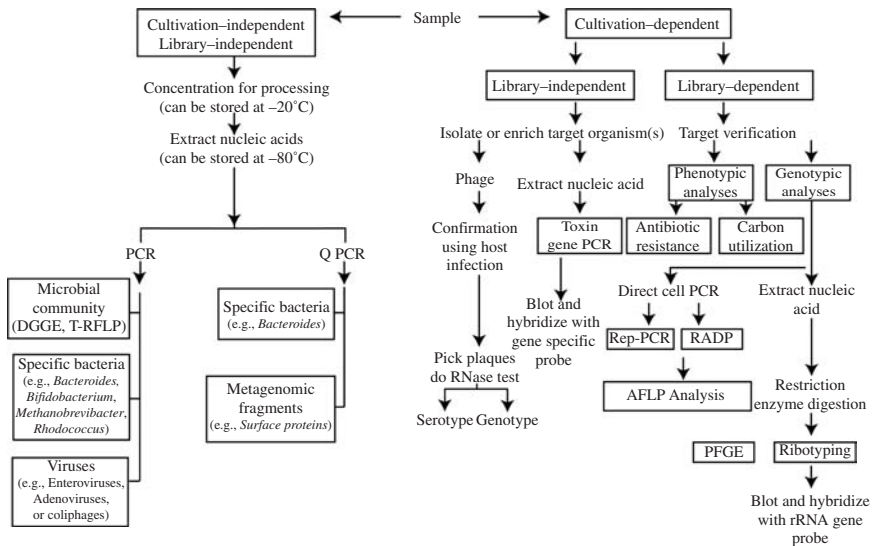 Sample
Cultivation–independent
Library–independent
Concentration for processing
(can be stored at –20˚C)
Extract nucleic acids
(can be stored at –80˚C)
PCR
Microbial
community
(DGGE, T-RFLP)
Specific bacteria
(e.g., Bacteroides,
Bifidobacterium,
Methanobrevibacter,
Rhodococcus)
Viruses
(e.g., Enteroviruses,
Adenoviruses,
or coliphages)
Q PCR
Specific bacteria
(e.g., Bacteroides)
Metagenomic
fragments
(e.g., Surface proteins)
Cultivation–dependent
Library–independent
Isolate or enrich target organism(s)
Phage
Confirmation
using host
infection
Pick plaques
do RNase test
Serotype
Genotype
Extract nucleic acid
Toxin
gene PCR
Blot and
hybridize with
gene specific
probe
Library–dependent
Target verification
Phenotypic
analyses
Antibiotic
resistance
Carbon
utilization
Genotypic
analyses
Direct cell PCR
Rep-PCR
RADP
AFLP Analysis
Extract nucleic
acid
Restriction
enzyme digestion
PFGE
Ribotyping
Blot and hybridize
with rRNA gene
probe